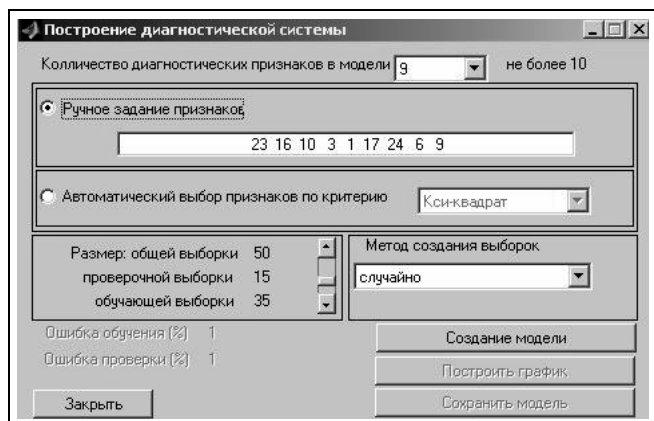 Построение диагностической системы
Колличество диагностических признаков в модели 9 не более 10
Ручное задание признаков
23 16 10 3 1 17 24 6 9
Автоматический выбор признаков по критерию Кси-квадрат
Размер: общей выборки 50
проверочной выборки 15
обучающей выборки 35
Метод создания выборок
случайно
Ошибка обучения (%) 1
Ошибка проверки (%) 1
Создание модели
Построить график
Закрыть
Сохранить модель